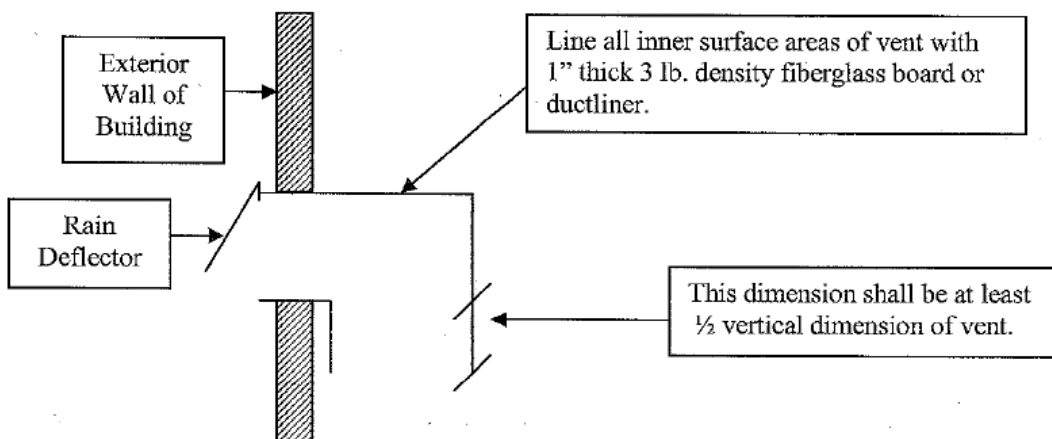 Exterior
Wall of
Building
Line all inner surface areas of vent with
1” thick 3 lb. density fiberglass board or
ductliner.
Rain
Deflector
This dimension shall be at least
½ vertical dimension of vent.